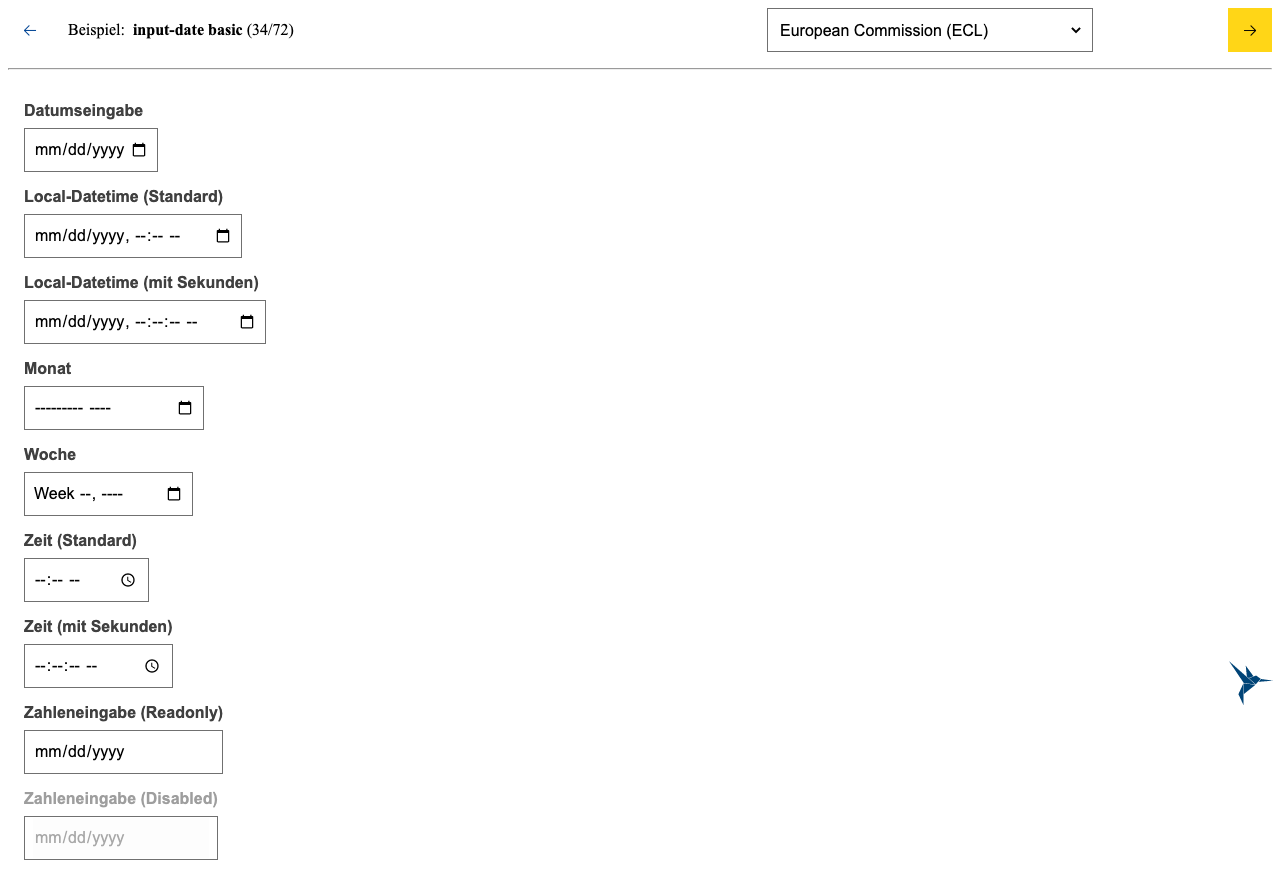 Beispiel: input-date basic (34/72)
European Commission (ECL)
Datumseingabe
mm/dd/yyyy
Local-Datetime (Standard)
mm/dd/yyyy, --:-- --
Local-Datetime (mit Sekunden)
mm/dd/yyyy, --:--:-- --
Monat
--------- ----
Woche
Week --, ----
Zeit (Standard)
--:-- --
Zeit (mit Sekunden)
--:--:-- --
Zahleneingabe (Readonly)
mm/dd/yyyy
Zahleneingabe (Disabled)
mm/dd/yyyy